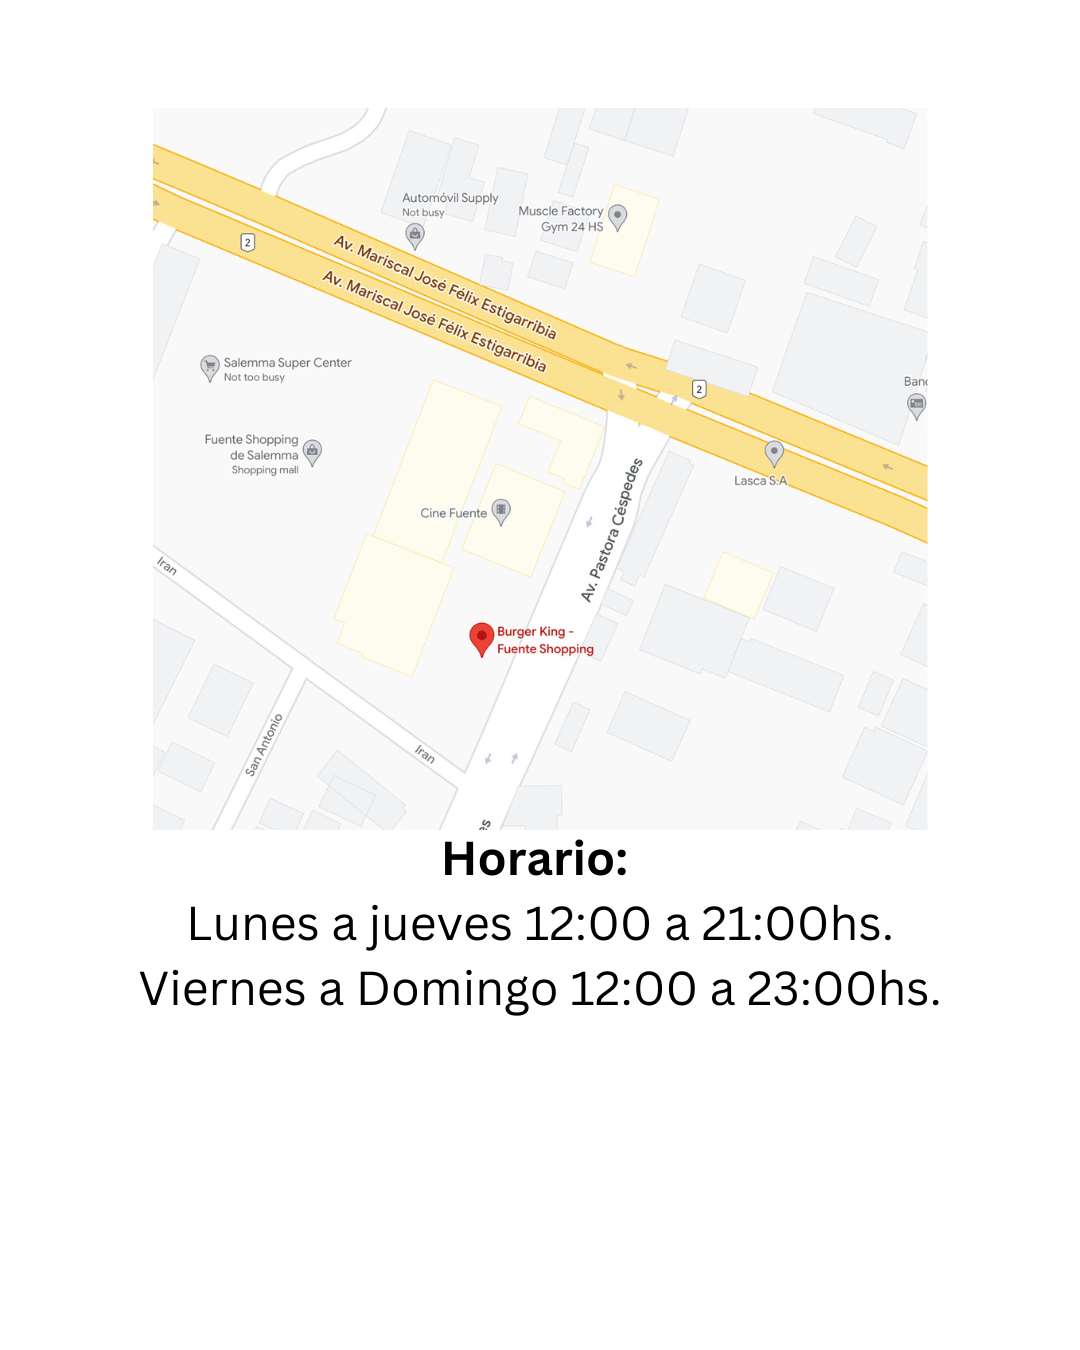 Automóvil Supply
Not busy
Muscle Factory
Gym 24 HS
2
Av. Mariscal José Félix Estigarribia
Av. Mariscal José Félix Estigarribia
Salemma Super Center
Not too busy
2
Banc
Fuente Shopping
de Salemma
Shopping mall
Lasca S.A
Cine Fuente
Av. Pastora Céspedes
Iran
Burger King -
Fuente Shopping
San Antonio
Iran
es
Horario:
Lunes a jueves 12:00 a 21:00hs.
Viernes a Domingo 12:00 a 23:00hs.